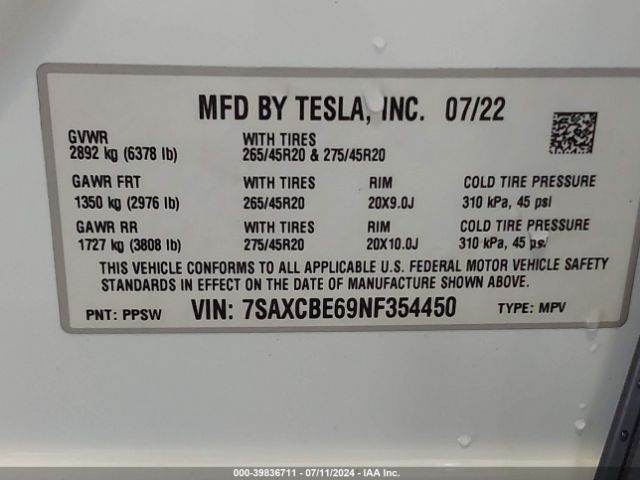 MFD BY TESLA, INC. 07/22
GVWR WITH TIRES
2892 kg (6378 lb) 265/45R20 & 275/45R20
GAWR FRT WITH TIRES RIM COLD TIRE PRESSURE
1350 kg (2976 lb) 265/45R20 20X9.0J 310 kPa, 45 psi
GAWR RR WITH TIRES RIM COLD TIRE PRESSURE
1727 kg (3808 lb) 275/45R20 20X10.0J 310 kPa, 45 psi
THIS VEHICLE CONFORMS TO ALL APPLICABLE U.S. FEDERAL MOTOR VEHICLE SAFETY
STANDARDS IN EFFECT ON THE DATE OF MANUFACTURE SHOWN ABOVE.
PNT: PPSW VIN: 7SAXCBE69NF354450 TYPE: MPV
000-39836711 - 07/11/2024 - IAA Inc.